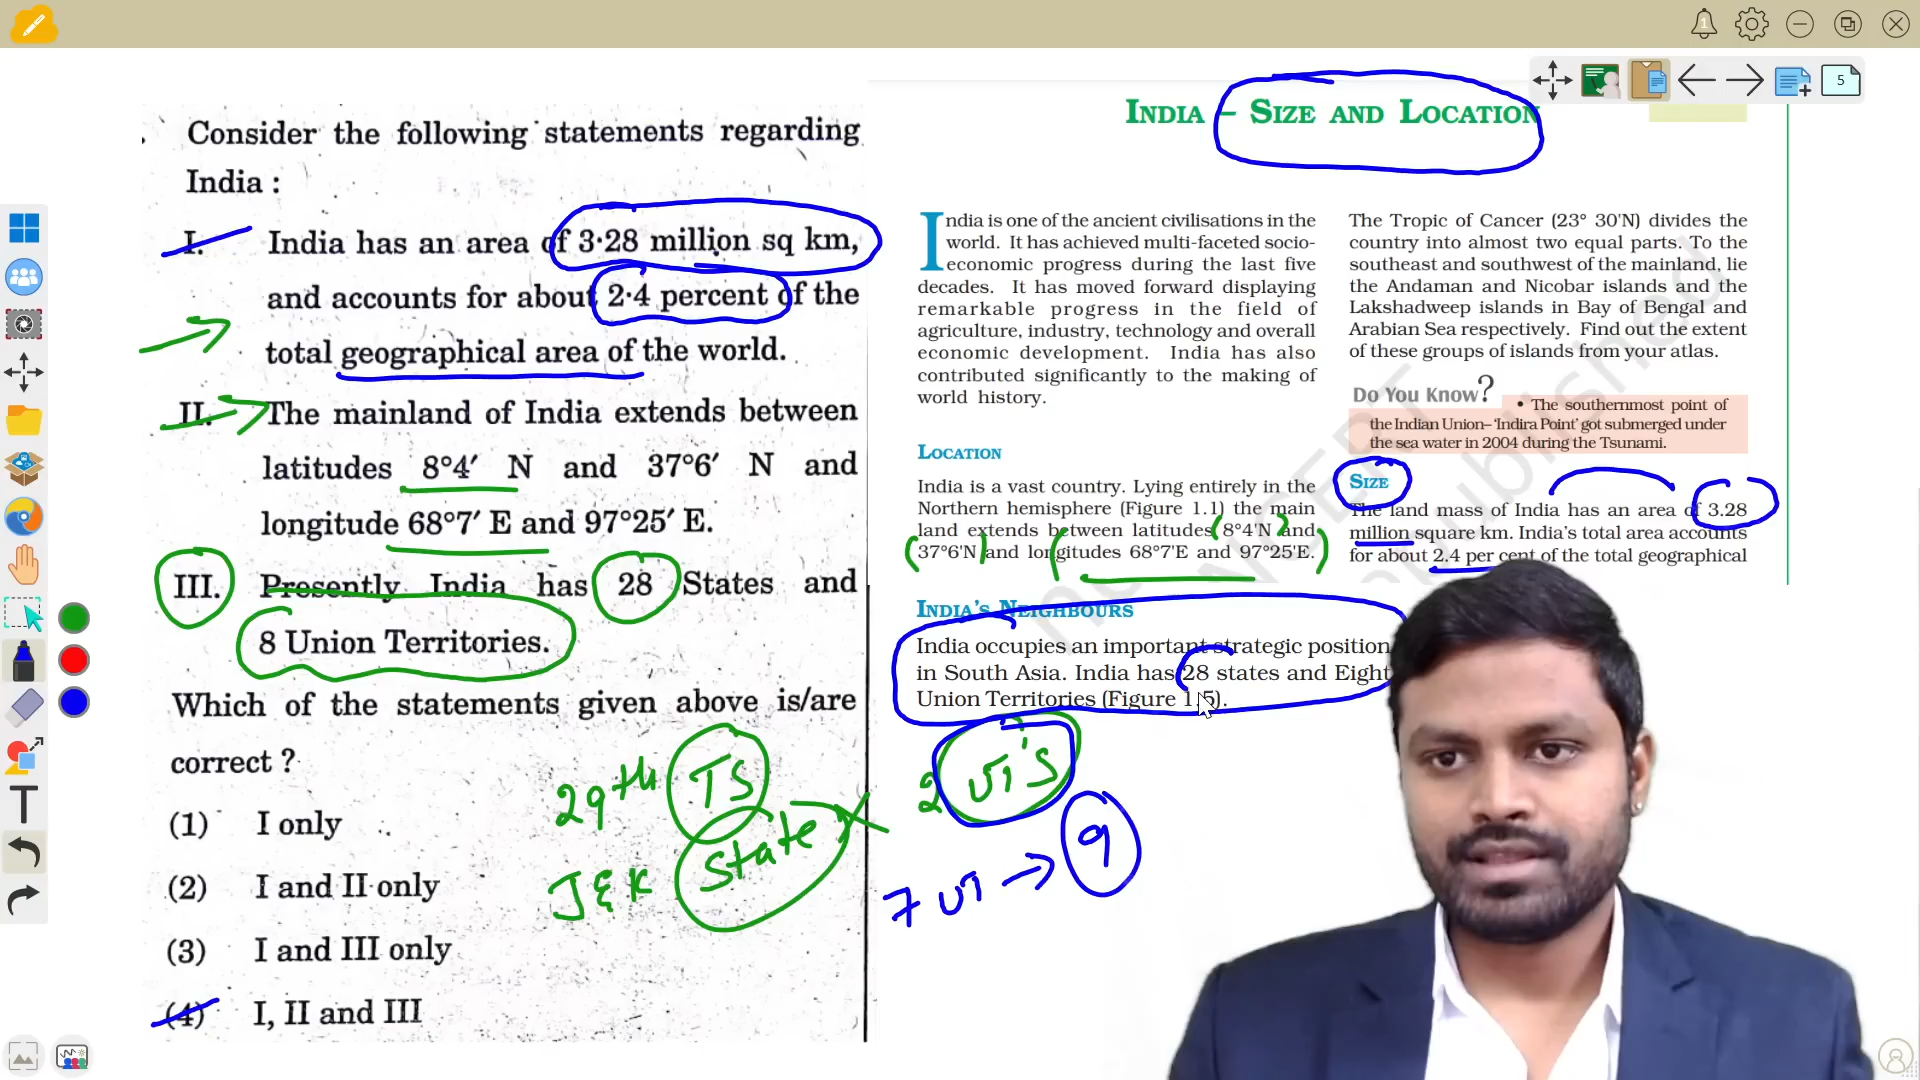 5
1
INDIA – SIZE AND LOCATION
Consider the following statements regarding
India :
I. India has an area of 3·28 million sq km,
and accounts for about 2·4 percent of the
total geographical area of the world.
II. The mainland of India extends between
latitudes 8°4′ N and 37°6′ N and
longitude 68°7′ E and 97°25′ E.
III. Presently India has 28 States and
8 Union Territories.
Which of the statements given above is/are
correct ?
(1) I only
(2) I and II only
(3) I and III only
(4) I, II and III
29th TS
J&K State
2 UT's
7 UT → 9
India is one of the ancient civilisations in the
world. It has achieved multi-faceted socio-
economic progress during the last five
decades. It has moved forward displaying
remarkable progress in the field of
agriculture, industry, technology and overall
economic development. India has also
contributed significantly to the making of
world history.
LOCATION
India is a vast country. Lying entirely in the
Northern hemisphere (Figure 1.1) the main
land extends between latitudes 8°4'N and
37°6'N and longitudes 68°7'E and 97°25'E.
INDIA'S NEIGHBOURS
India occupies an important strategic position
in South Asia. India has 28 states and Eight
Union Territories (Figure 1.5).
The Tropic of Cancer (23° 30'N) divides the
country into almost two equal parts. To the
southeast and southwest of the mainland, lie
the Andaman and Nicobar islands and the
Lakshadweep islands in Bay of Bengal and
Arabian Sea respectively. Find out the extent
of these groups of islands from your atlas.
Do You Know?
• The southernmost point of
the Indian Union– 'Indira Point' got submerged under
the sea water in 2004 during the Tsunami.
SIZE
The land mass of India has an area of 3.28
million square km. India's total area accounts
for about 2.4 per cent of the total geographical
T